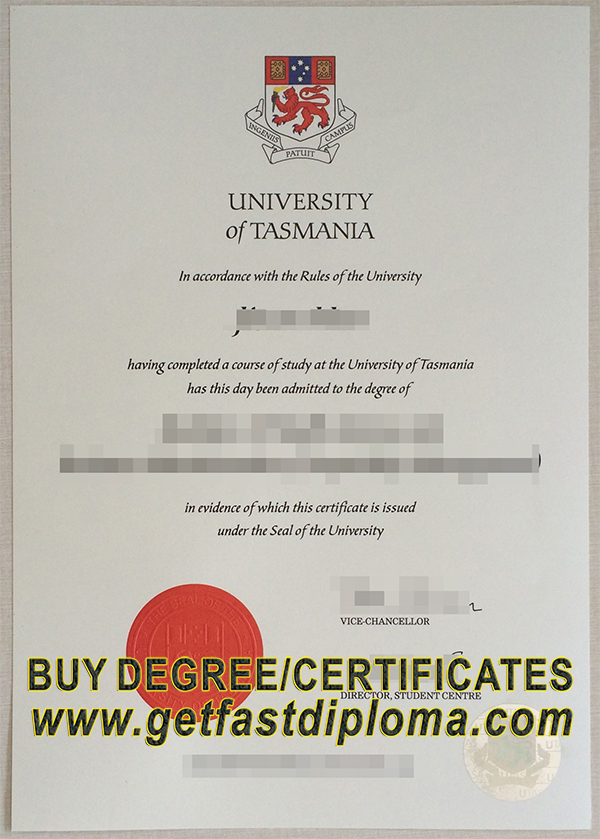 INGENIIS PATUIT CAMPUS
UNIVERSITY
of TASMANIA
In accordance with the Rules of the University
having completed a course of study at the University of Tasmania
has this day been admitted to the degree of
in evidence of which this certificate is issued
under the Seal of the University
VICE-CHANCELLOR
BUY DEGREE/CERTIFICATES
DIRECTOR, STUDENT CENTRE
www.getfastdiploma.com